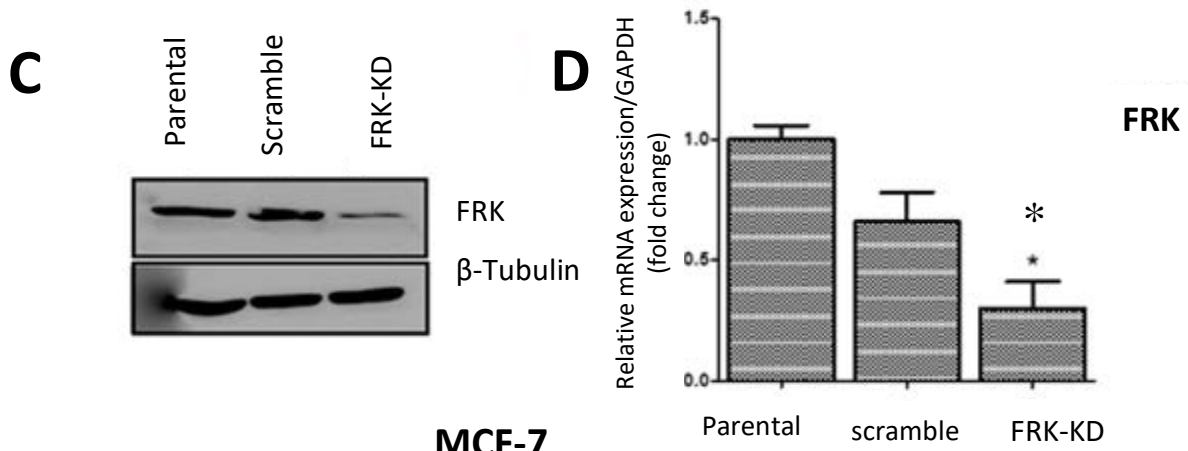 C
Parental
Scramble
FRK-KD
FRK
β-Tubulin
D
Relative mRNA expression/GAPDH
(fold change)
1.5
1.0
0.5
0.0
*
*
FRK
Parental
scramble
FRK-KD
MCF-7